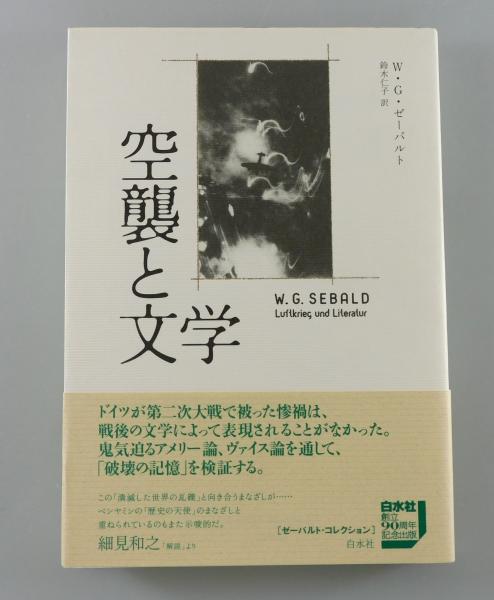 W・G・ゼーバルト
鈴木仁子 訳
空襲と
文学
W.G. SEBALD
Luftkrieg und Literatur
ドイツが第二次大戦で被った惨禍は、
戦後の文学によって表現されることがなかった。
鬼気迫るアメリー論、ヴァイス論を通して、
「破壊の記憶」を検証する。
この「潰滅した世界の乱雑」と向き合うまなざしが……
ベンヤミンの「歴史の天使」のまなざしと
重ねられているのもまた示唆的だ。
細見和之「解説」より
[ゼーバルト・コレクション]
白水社
白水社
創立
90周年
記念出版